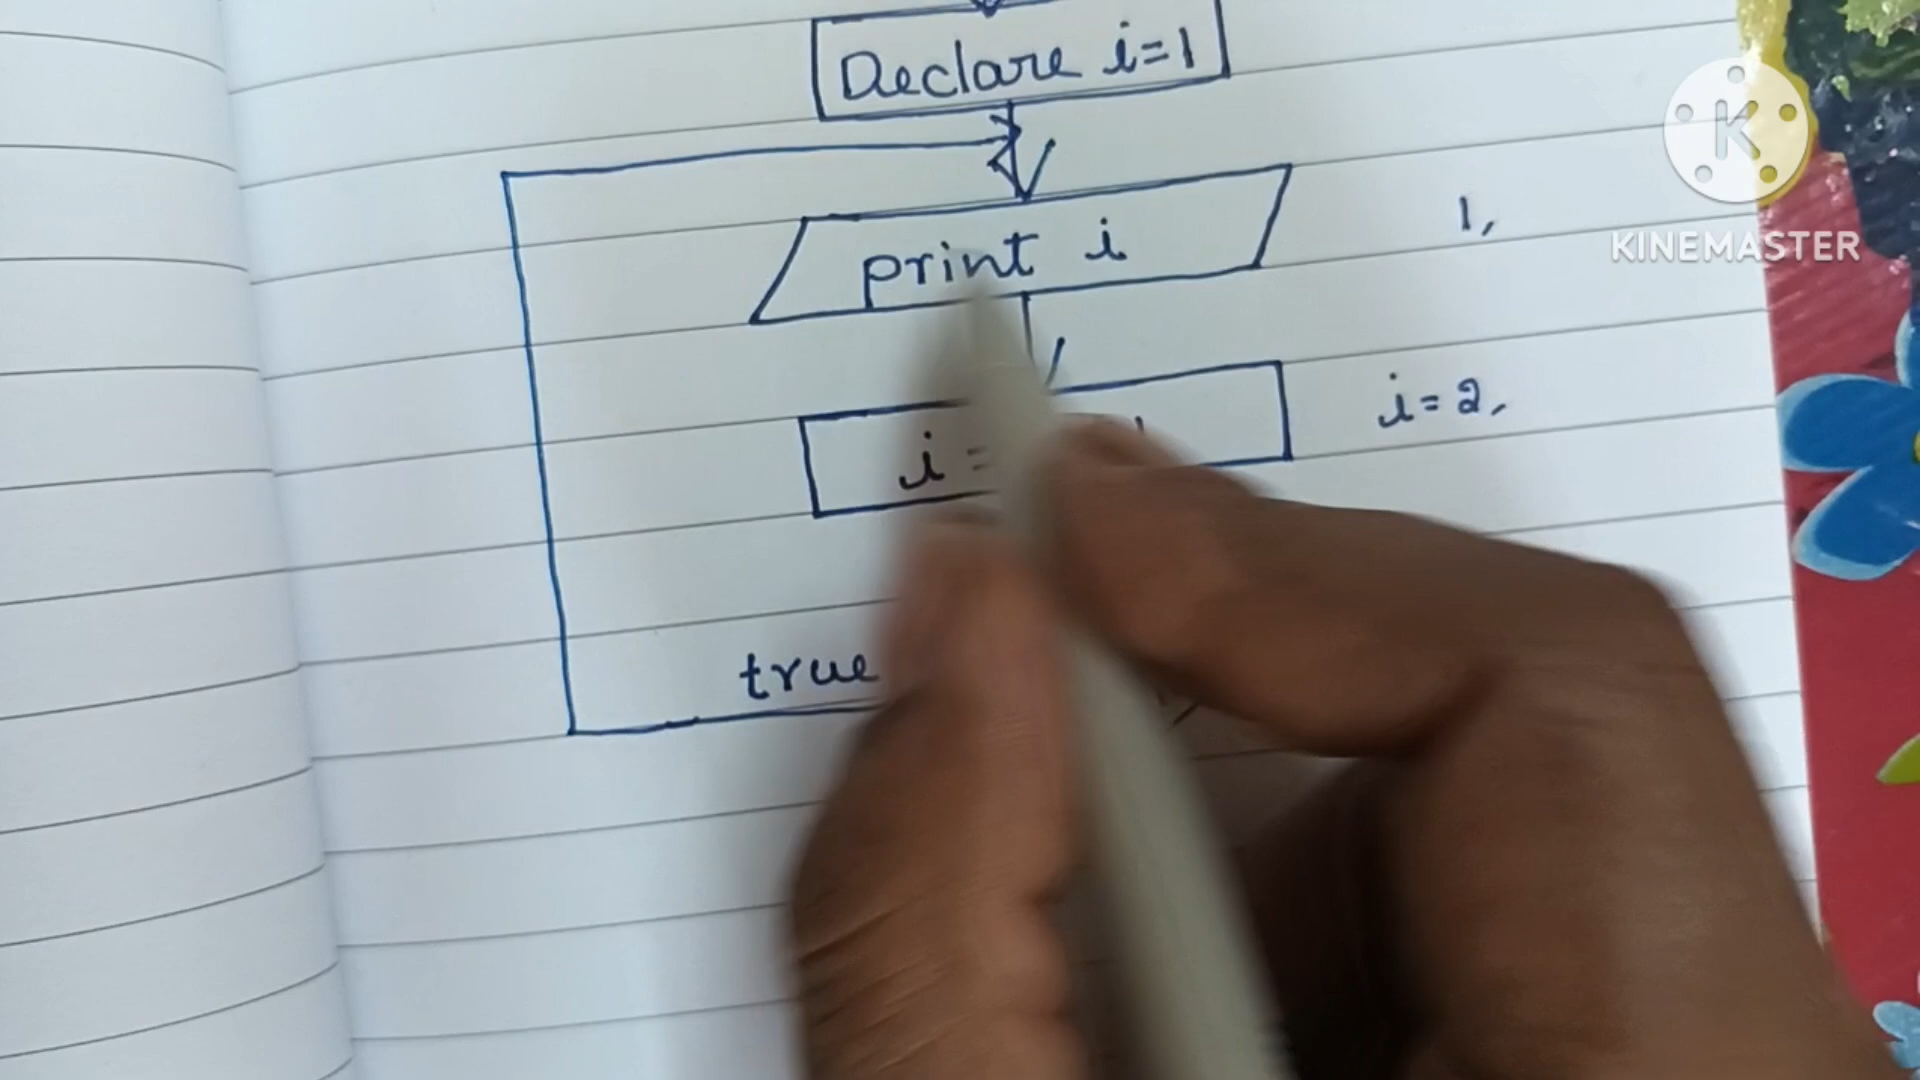 Declare i=1
print i
1,
KINEMASTER
i =
i = 2,
true